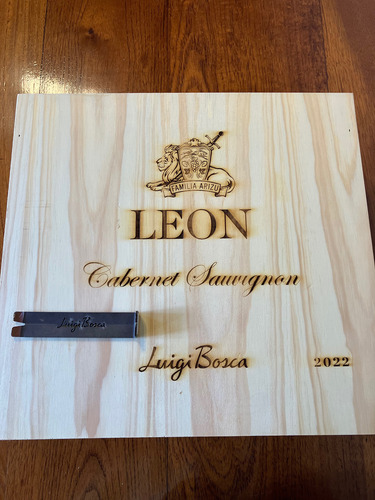 FAMILIA ARIZU
LEON
Cabernet Sauvignon
Luigi Bosca
Luigi Bosca
2022